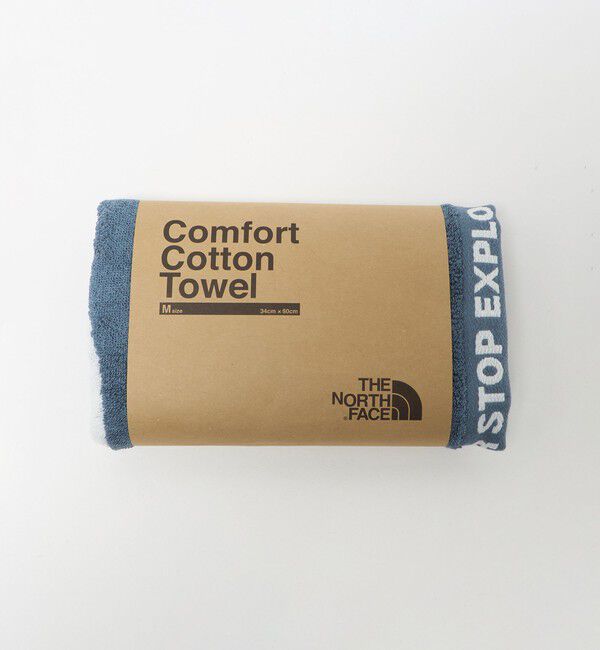 Comfort
Cotton
Towel
M size 34cm x 80cm
THE
NORTH
FACE
R STOP EXPLO